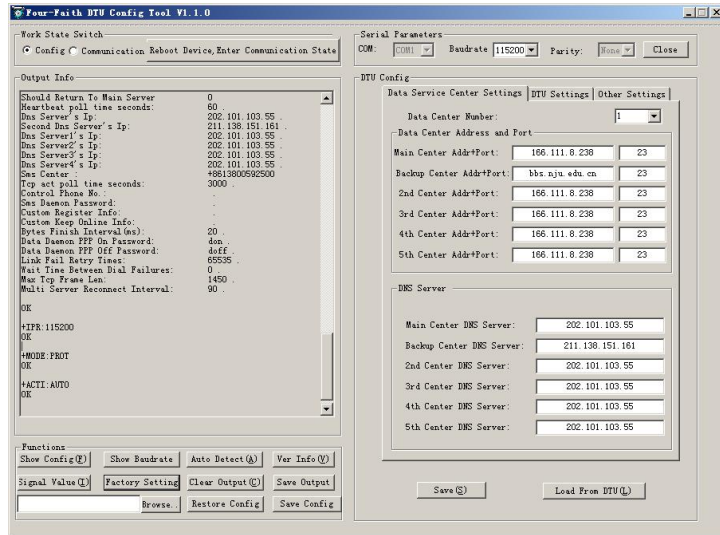 Four-Faith DTU Config Tool V1.1.0
Work State Switch
Config Communication Reboot Device,Enter Communication State
Serial Parameters
COM: COM1 Baudrate 115200 Parity: None Close
Output Info
Should Return To Main Server 0
Heartbeat poll time seconds: 60 .
Dns Server's Ip: 202.101.103.55 .
Second Dns Server's Ip: 211.138.151.161 .
Dns Server1's Ip: 202.101.103.55 .
Dns Server2's Ip: 202.101.103.55 .
Dns Server3's Ip: 202.101.103.55 .
Dns Server4's Ip: 202.101.103.55 .
Sms Center : +8613800592500
Tcp act poll time seconds: 3000 .
Control Phone No.: .
Sms Daemon Password: .
Custom Register Info: .
Custom Keep Online Info: .
Bytes Finish Interval(ms): 20 .
Data Daemon PPP On Password: don .
Data Daemon PPP Off Password: doff .
Link Fail Retry Times: 65535 .
Wait Time Between Dial Failures: 0 .
Max Tcp Frame Len: 1450 .
Multi Server Reconnect Interval: 90 .
OK
+IPR:115200
OK
+MODE:PROT
OK
+ACTI:AUTO
OK
Functions
Show Config(F) Show Baudrate Auto Detect(A) Ver Info(V)
Signal Value(I) Factory Setting Clear Output(C) Save Output
Browse.. Restore Config Save Config
DTU Config
Data Service Center Settings DTU Settings Other Settings
Data Center Number: 1
Data Center Address and Port
Main Center Addr+Port: 166.111.8.238 23
Backup Center Addr+Port: bbs.nju.edu.cn 23
2nd Center Addr+Port: 166.111.8.238 23
3rd Center Addr+Port: 166.111.8.238 23
4th Center Addr+Port: 166.111.8.238 23
5th Center Addr+Port: 166.111.8.238 23
DNS Server
Main Center DNS Server: 202.101.103.55
Backup Center DNS Server: 211.138.151.161
2nd Center DNS Server: 202.101.103.55
3rd Center DNS Server: 202.101.103.55
4th Center DNS Server: 202.101.103.55
5th Center DNS Server: 202.101.103.55
Save(S) Load From DTU(L)